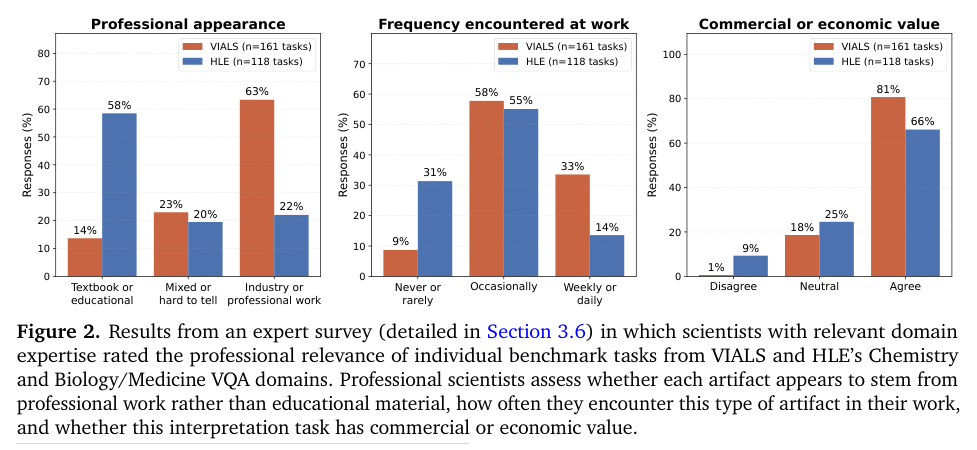 Professional appearance
Responses (%)
80
70
60
50
40
30
20
10
0
VIALS (n=161 tasks)
HLE (n=118 tasks)
14%
58%
23%
20%
63%
22%
Textbook or
educational
Mixed or
hard to tell
Industry or
professional work
Frequency encountered at work
Responses (%)
70
60
50
40
30
20
10
0
VIALS (n=161 tasks)
HLE (n=118 tasks)
9%
31%
58%
55%
33%
14%
Never or
rarely
Occasionally
Weekly or
daily
Commercial or economic value
Responses (%)
100
80
60
40
20
0
VIALS (n=161 tasks)
HLE (n=118 tasks)
1%
9%
18%
25%
81%
66%
Disagree
Neutral
Agree
Figure 2. Results from an expert survey (detailed in Section 3.6) in which scientists with relevant domain
expertise rated the professional relevance of individual benchmark tasks from VIALS and HLE’s Chemistry
and Biology/Medicine VQA domains. Professional scientists assess whether each artifact appears to stem from
professional work rather than educational material, how often they encounter this type of artifact in their work,
and whether this interpretation task has commercial or economic value.